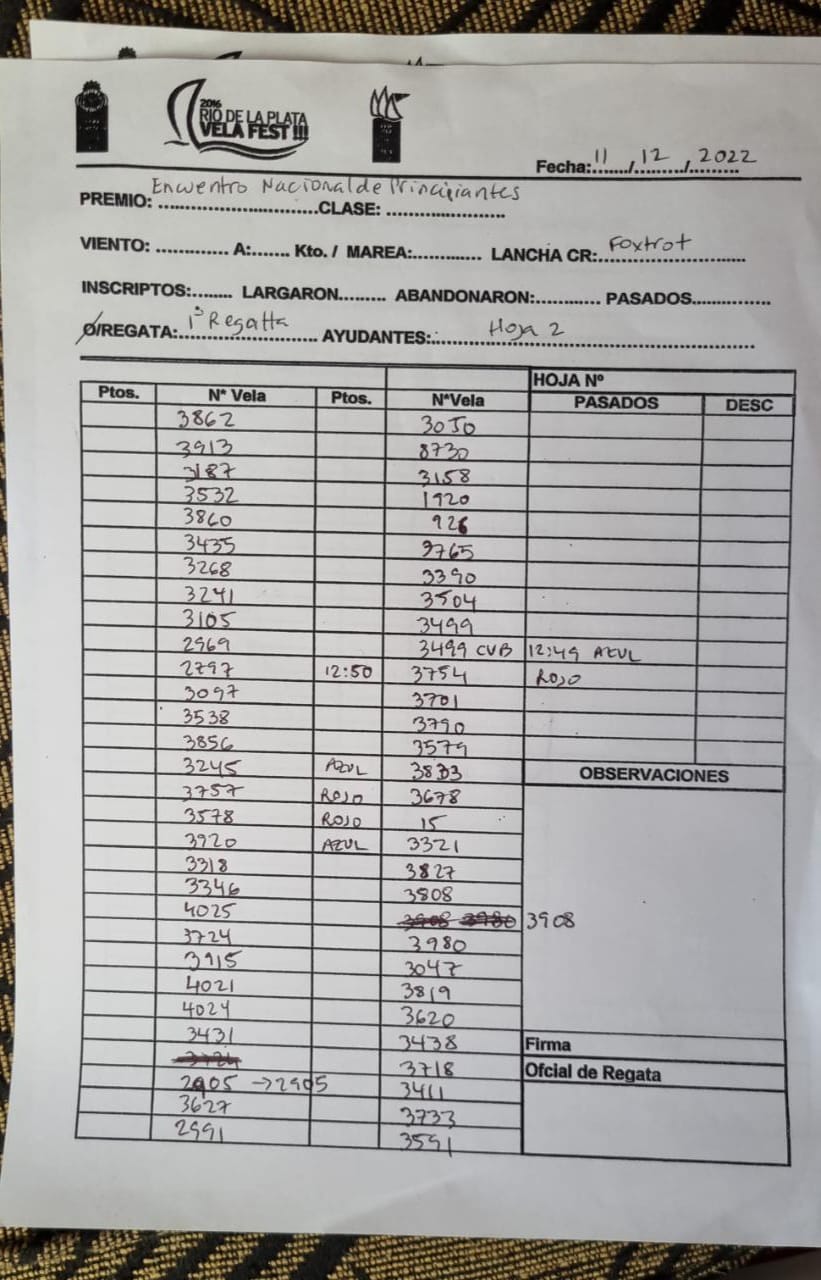 2016
RIO DE LA PLATA
VELA FEST !!!
Fecha: 11 / 12 / 2022
PREMIO: Encuentro Nacional de Principiantes CLASE: ........................
VIENTO: ............. A:....... Kto. / MAREA:............. LANCHA CR: Foxtrot
INSCRIPTOS:........ LARGARON......... ABANDONARON:............ PASADOS...............
O/REGATA: 1° Regatta AYUDANTES: Hoja 2
HOJA Nº
Ptos. N* Vela Ptos. N*Vela PASADOS DESC
3862 3050
3913 8730
3187 3158
3532 1920
3860 926
3435 3765
3268 3390
3241 3504
3105 3499
2969 3499 CUB 12:49 AZUL
2797 12:50 3754 ROJO
3097 3701
3538 3790
3856 3579
3245 AZUL 3833 OBSERVACIONES
3757 ROJO 3678
3578 ROJO 15
3920 AZUL 3321
3318 3827
3346 3808
4025 3908 3980 3908
3724 3980
3915 3047
4021 3819
4024 3620
3431 3438 Firma
3724 3718 Ofcial de Regata
2905 →2905 3411
3627 3733
2991 3591